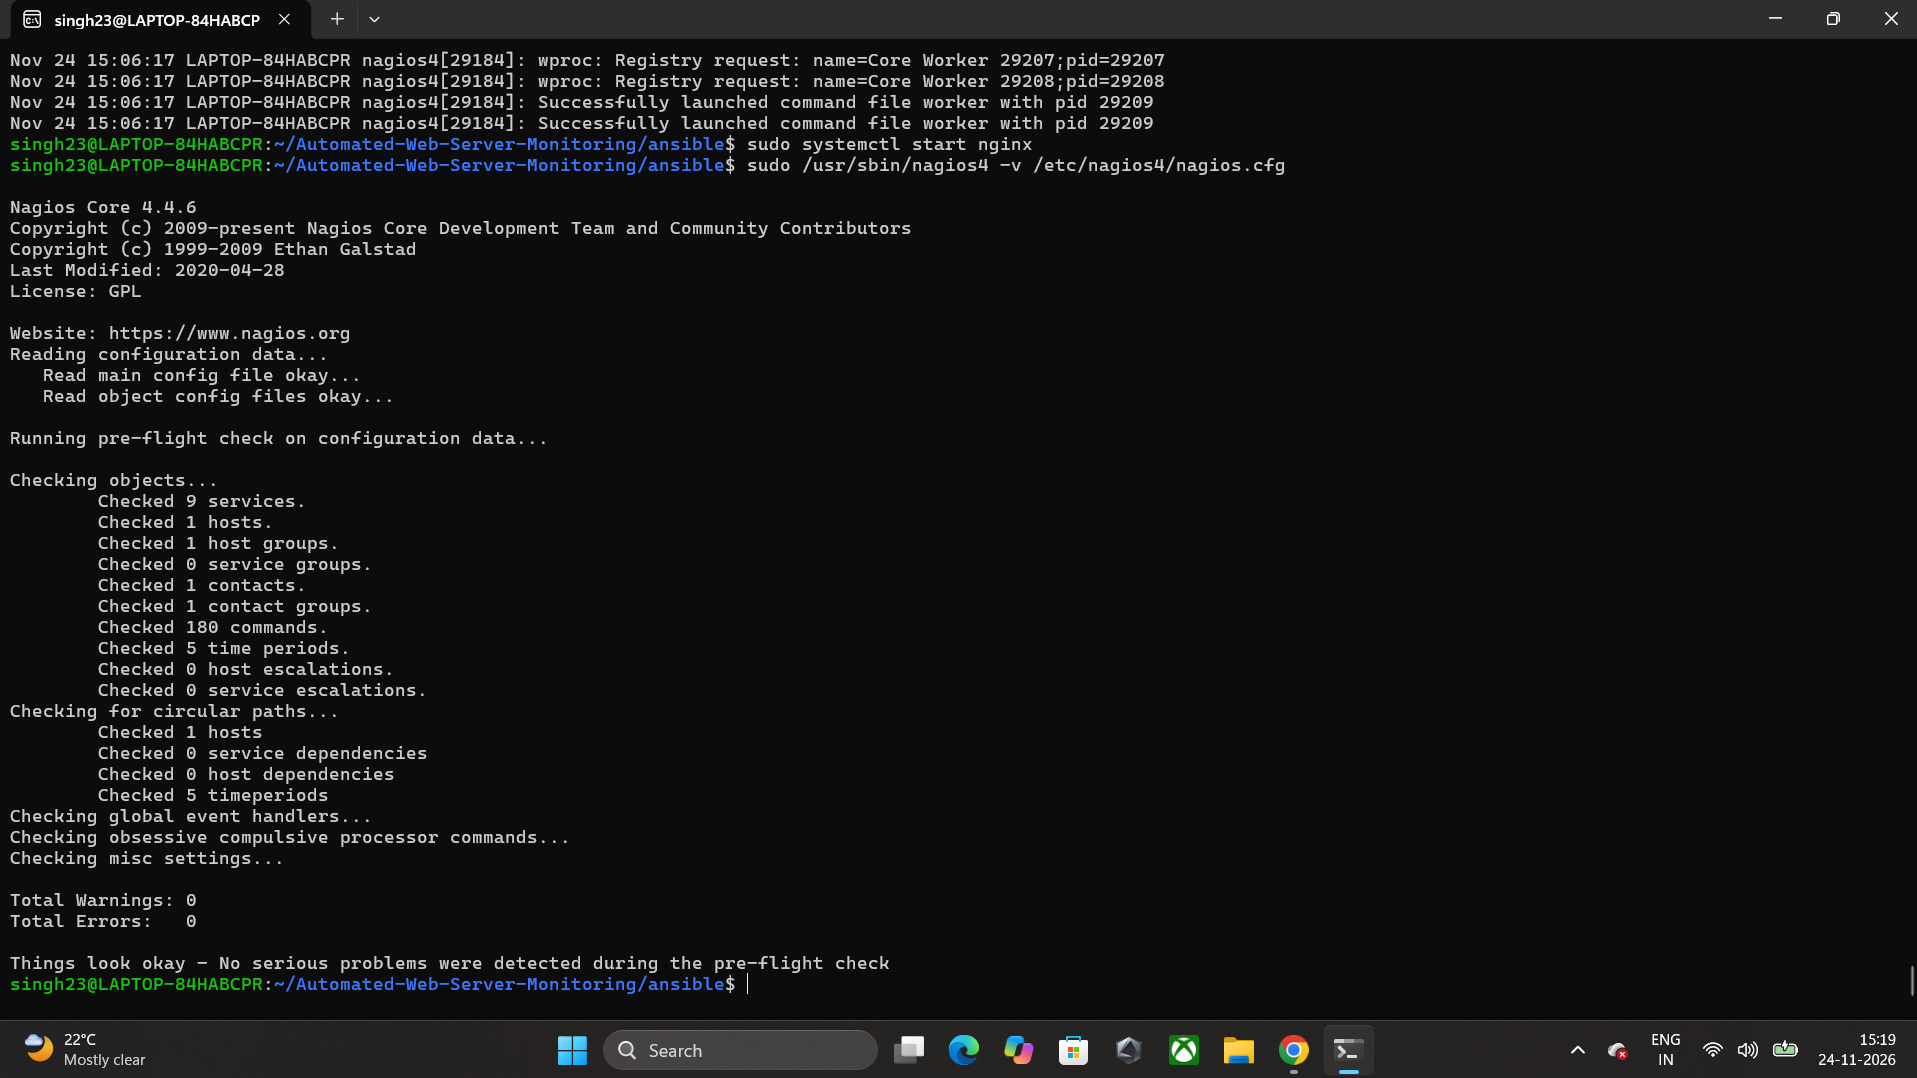 singh23@LAPTOP-84HABCP
Nov 24 15:06:17 LAPTOP-84HABCPR nagios4[29184]: wproc: Registry request: name=Core Worker 29207;pid=29207
Nov 24 15:06:17 LAPTOP-84HABCPR nagios4[29184]: wproc: Registry request: name=Core Worker 29208;pid=29208
Nov 24 15:06:17 LAPTOP-84HABCPR nagios4[29184]: Successfully launched command file worker with pid 29209
Nov 24 15:06:17 LAPTOP-84HABCPR nagios4[29184]: Successfully launched command file worker with pid 29209
singh23@LAPTOP-84HABCPR:~/Automated-Web-Server-Monitoring/ansible$ sudo systemctl start nginx
singh23@LAPTOP-84HABCPR:~/Automated-Web-Server-Monitoring/ansible$ sudo /usr/sbin/nagios4 -v /etc/nagios4/nagios.cfg
Nagios Core 4.4.6
Copyright (c) 2009-present Nagios Core Development Team and Community Contributors
Copyright (c) 1999-2009 Ethan Galstad
Last Modified: 2020-04-28
License: GPL
Website: https://www.nagios.org
Reading configuration data...
Read main config file okay...
Read object config files okay...
Running pre-flight check on configuration data...
Checking objects...
Checked 9 services.
Checked 1 hosts.
Checked 1 host groups.
Checked 0 service groups.
Checked 1 contacts.
Checked 1 contact groups.
Checked 180 commands.
Checked 5 time periods.
Checked 0 host escalations.
Checked 0 service escalations.
Checking for circular paths...
Checked 1 hosts
Checked 0 service dependencies
Checked 0 host dependencies
Checked 5 timeperiods
Checking global event handlers...
Checking obsessive compulsive processor commands...
Checking misc settings...
Total Warnings: 0
Total Errors:   0
Things look okay - No serious problems were detected during the pre-flight check
singh23@LAPTOP-84HABCPR:~/Automated-Web-Server-Monitoring/ansible$
22°C
Mostly clear
Search
ENG
IN
15:19
24-11-2026